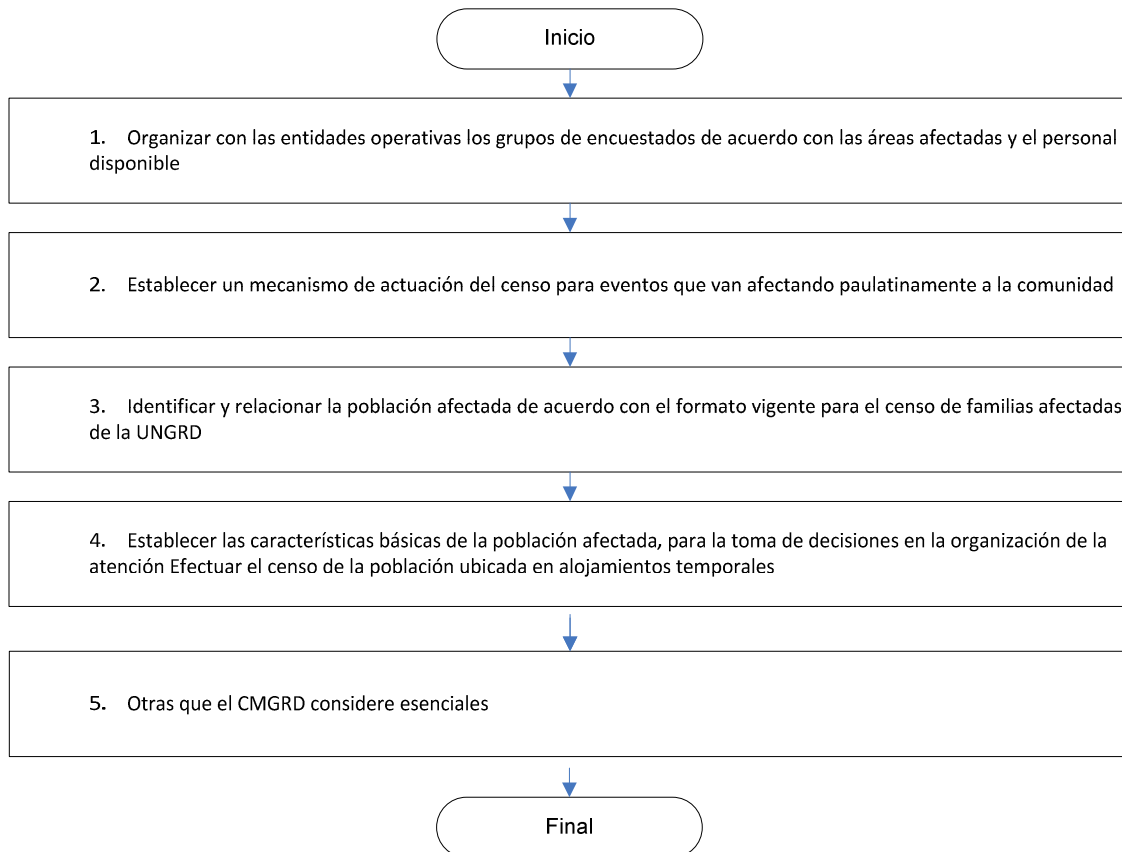 Inicio
1. Organizar con las entidades operativas los grupos de encuestados de acuerdo con las áreas afectadas y el personal
disponible
2. Establecer un mecanismo de actuación del censo para eventos que van afectando paulatinamente a la comunidad
3. Identificar y relacionar la población afectada de acuerdo con el formato vigente para el censo de familias afectadas
de la UNGRD
4. Establecer las características básicas de la población afectada, para la toma de decisiones en la organización de la
atención Efectuar el censo de la población ubicada en alojamientos temporales
5. Otras que el CMGRD considere esenciales
Final